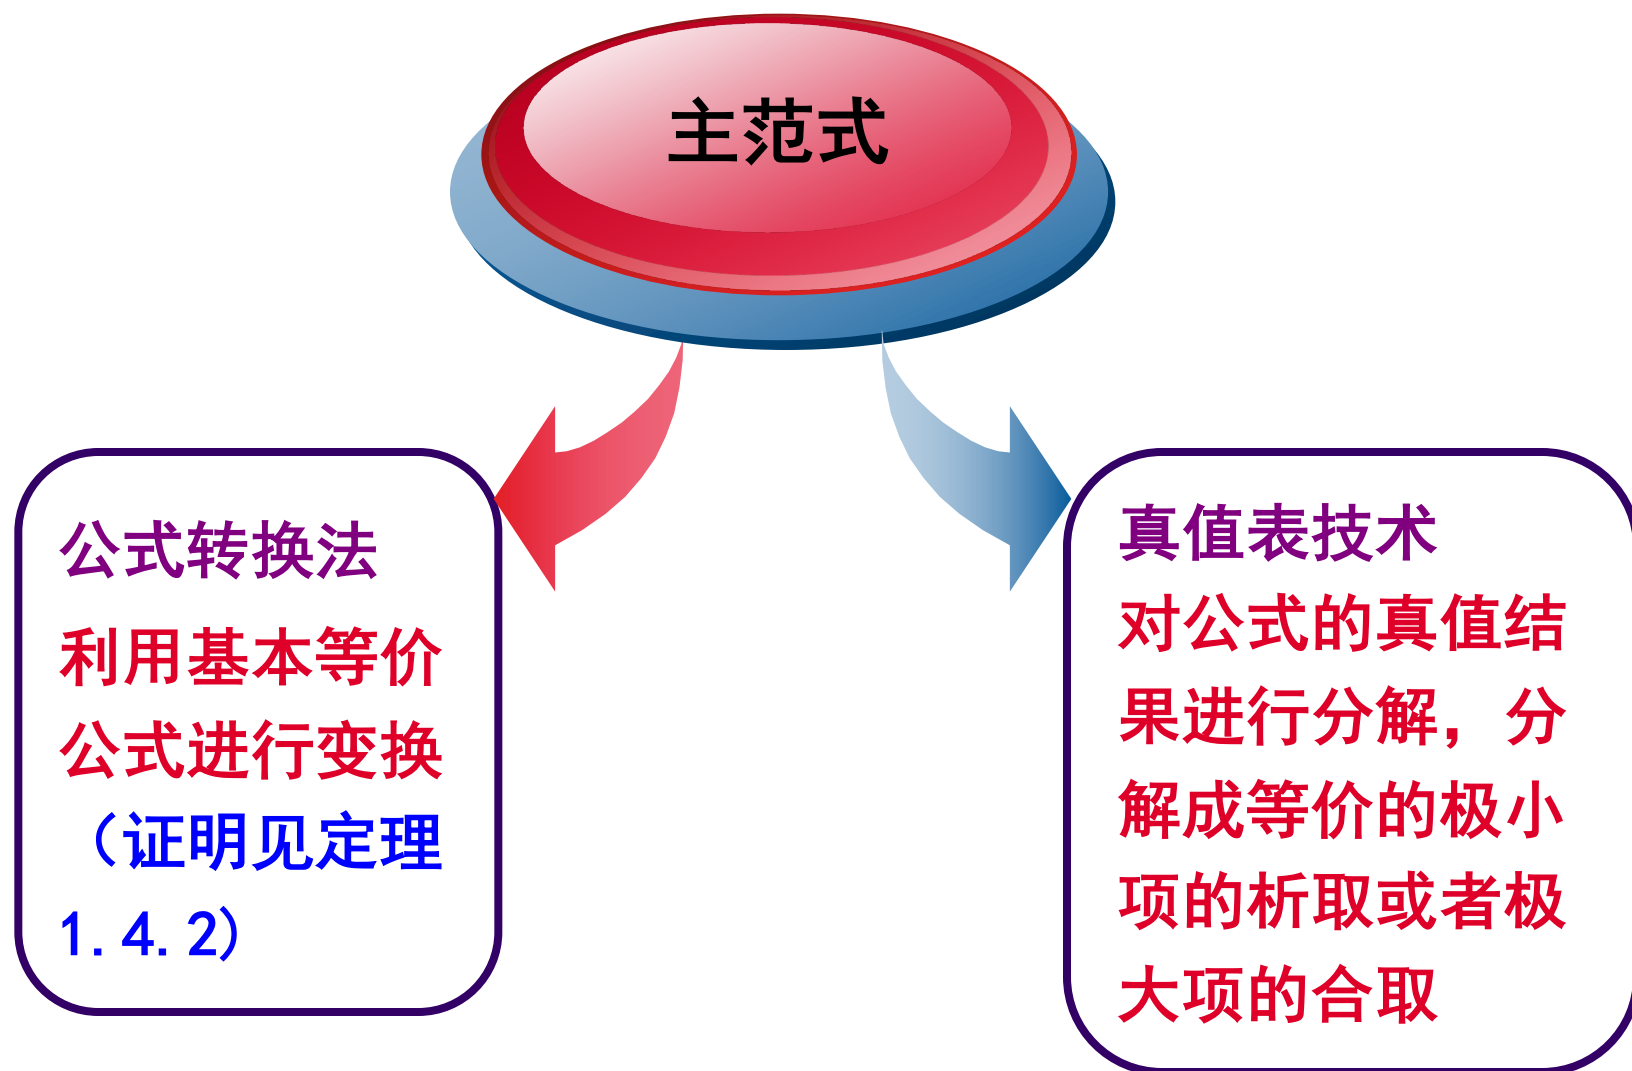 主范式
公式转换法
利用基本等价
公式进行变换
（证明见定理
1.4.2）
真值表技术
对公式的真值结
果进行分解，分
解成等价的极小
项的析取或者极
大项的合取